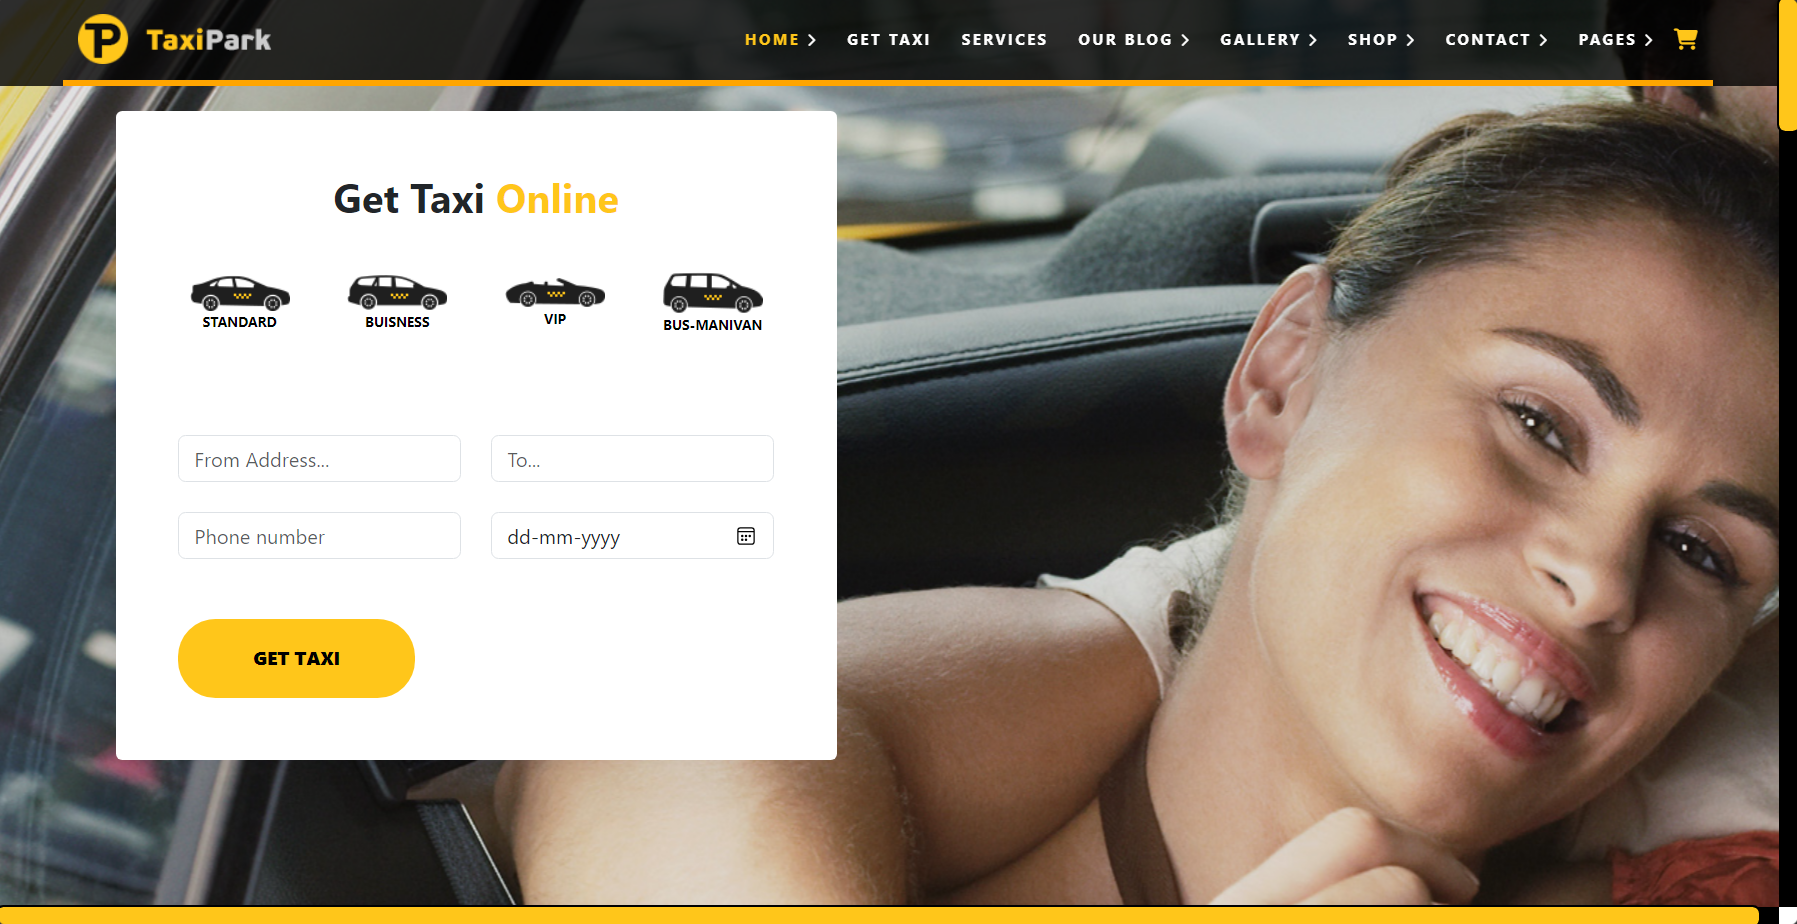 TaxiPark
HOME GET TAXI SERVICES OUR BLOG GALLERY SHOP CONTACT PAGES
Get Taxi Online
STANDARD BUISNESS VIP BUS-MANIVAN
From Address... To...
Phone number dd-mm-yyyy
GET TAXI